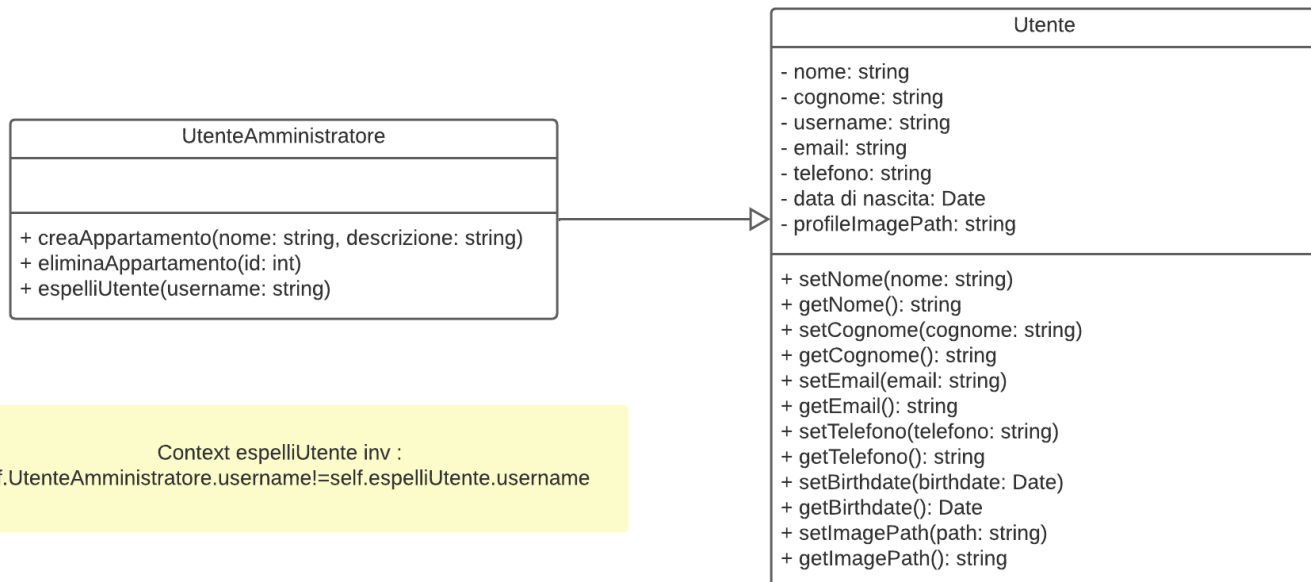 UtenteAmministratore
+ creaAppartamento(nome: string, descrizione: string)
+ eliminaAppartamento(id: int)
+ espelliUtente(username: string)
Context espelliUtente inv :
f.UtenteAmministratore.username!=self.espelliUtente.username
Utente
- nome: string
- cognome: string
- username: string
- email: string
- telefono: string
- data di nascita: Date
- profileImagePath: string
+ setNome(nome: string)
+ getNome(): string
+ setCognome(cognome: string)
+ getCognome(): string
+ setEmail(email: string)
+ getEmail(): string
+ setTelefono(telefono: string)
+ getTelefono(): string
+ setBirthdate(birthdate: Date)
+ getBirthdate(): Date
+ setImagePath(path: string)
+ getImagePath(): string